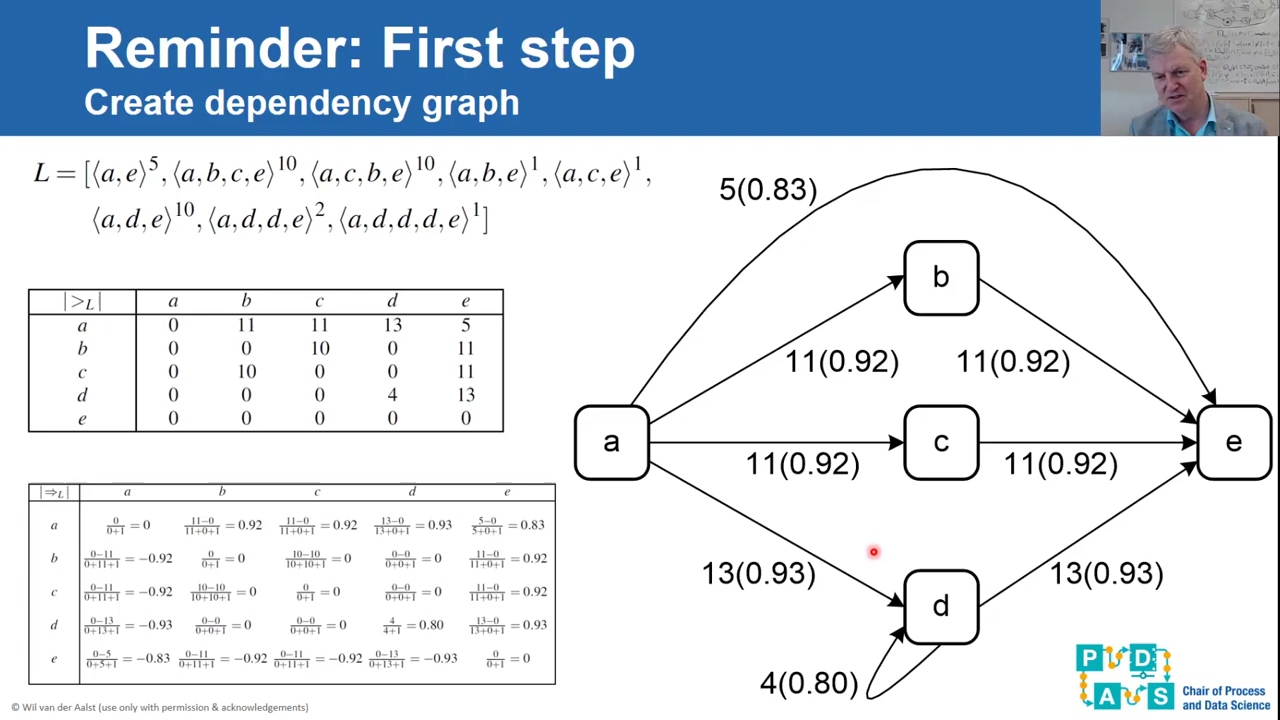 Reminder: First step
Create dependency graph
L = [⟨a,e⟩^5, ⟨a,b,c,e⟩^10, ⟨a,c,b,e⟩^10, ⟨a,b,e⟩^1, ⟨a,c,e⟩^1,
⟨a,d,e⟩^10, ⟨a,d,d,e⟩^2, ⟨a,d,d,d,e⟩^1]
|>L| a b c d e
a 0 11 11 13 5
b 0 0 10 0 11
c 0 10 0 0 11
d 0 0 0 4 13
e 0 0 0 0 0
|⇒L| a b c d e
a 0/0+1 = 0 11−0/11+0+1 = 0.92 11−0/11+0+1 = 0.92 13−0/13+0+1 = 0.93 5−0/5+0+1 = 0.83
b 0−11/0+11+1 = −0.92 0/0+1 = 0 10−10/10+10+1 = 0 0−0/0+0+1 = 0 11−0/11+0+1 = 0.92
c 0−11/0+11+1 = −0.92 10−10/10+10+1 = 0 0/0+1 = 0 0−0/0+0+1 = 0 11−0/11+0+1 = 0.92
d 0−13/0+13+1 = −0.93 0−0/0+0+1 = 0 0−0/0+0+1 = 0 4/4+1 = 0.80 13−0/13+0+1 = 0.93
e 0−5/0+5+1 = −0.83 0−11/0+11+1 = −0.92 0−11/0+11+1 = −0.92 0−13/0+13+1 = −0.93 0/0+1 = 0
5(0.83)
b
11(0.92) 11(0.92)
a c e
11(0.92) 11(0.92)
13(0.93) 13(0.93)
d
4(0.80)
P D
A S
Chair of Process
and Data Science
© Wil van der Aalst (use only with permission & acknowledgements)